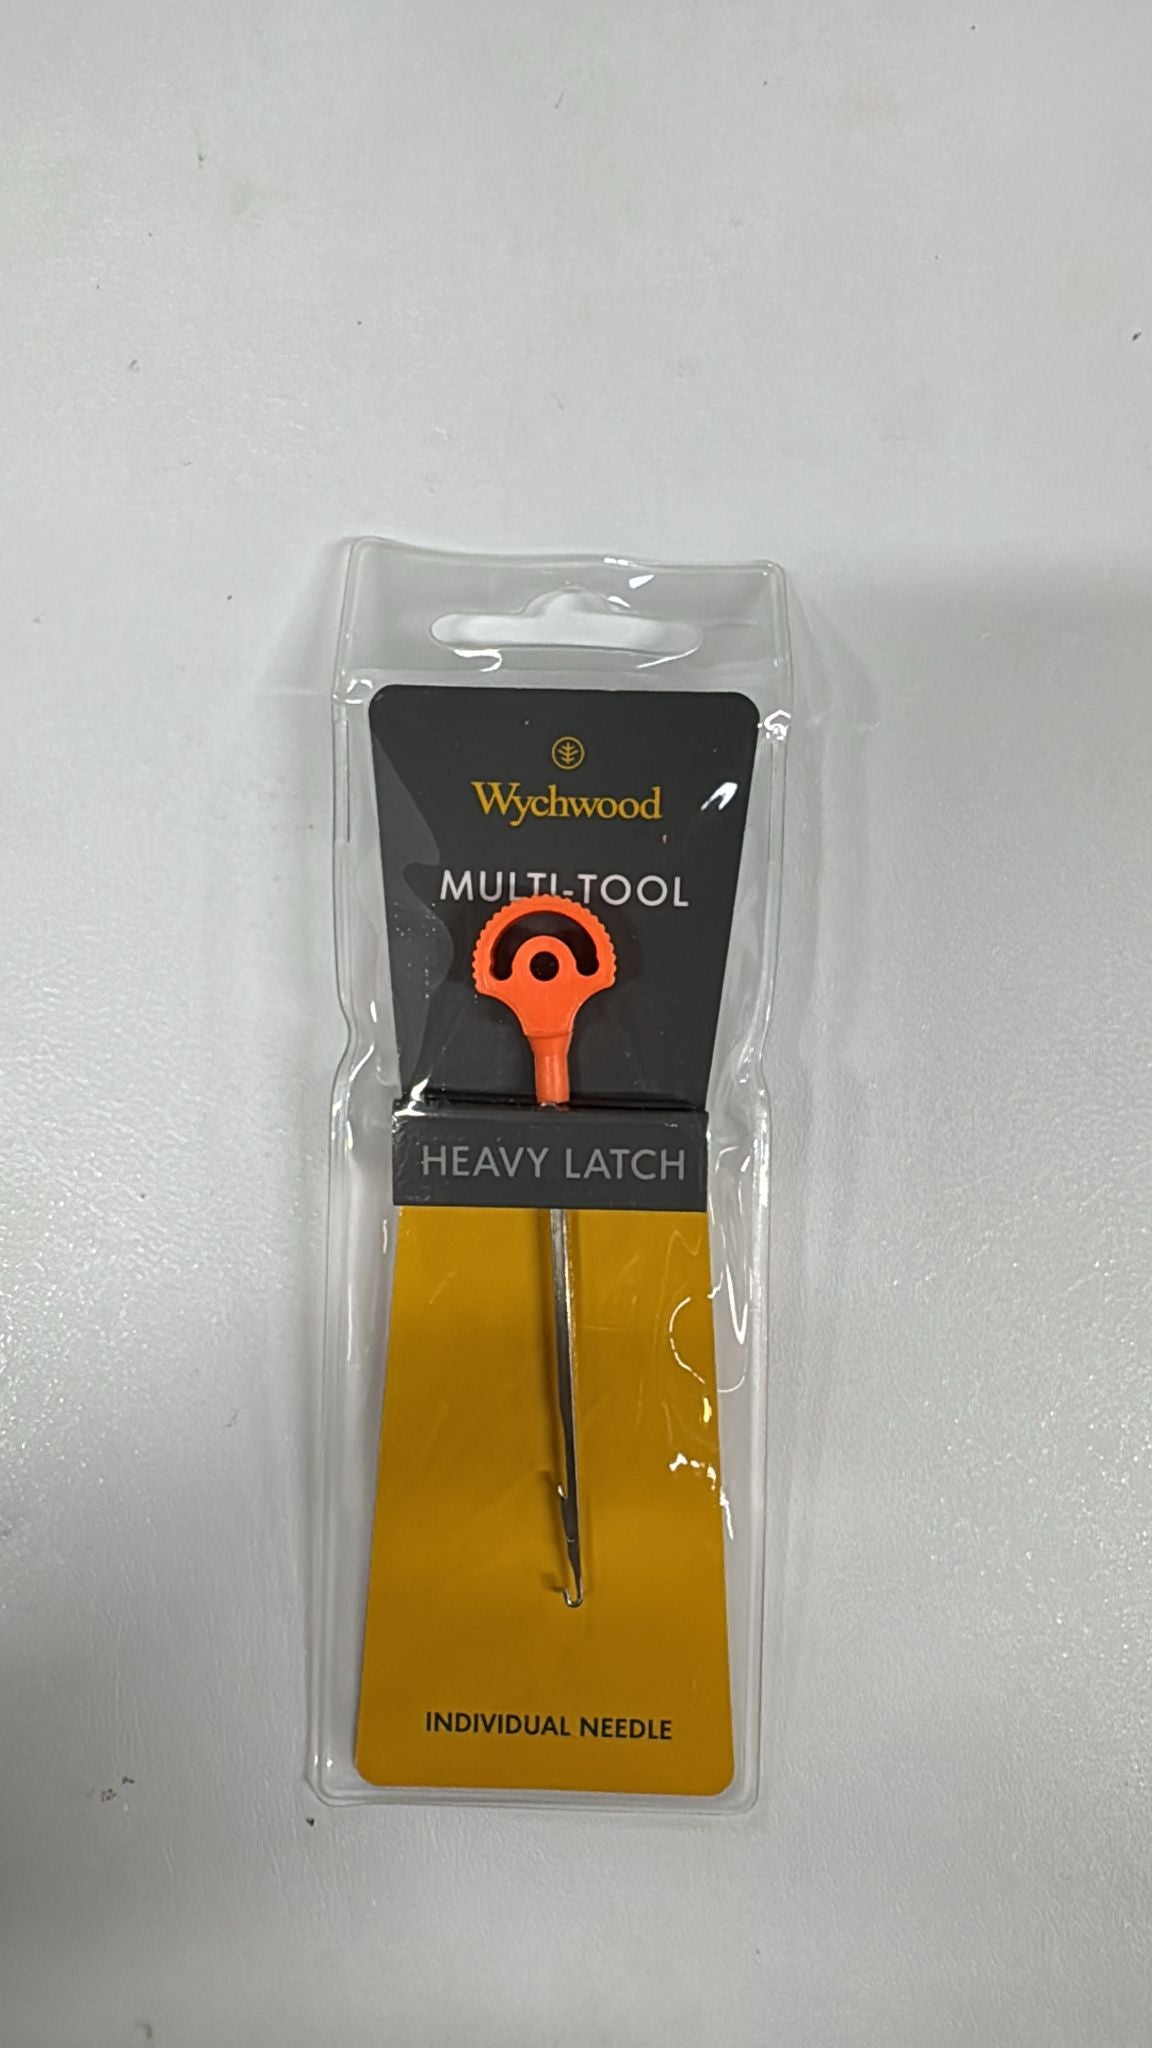 Wychwood
MULTI-TOOL
HEAVY LATCH
INDIVIDUAL NEEDLE